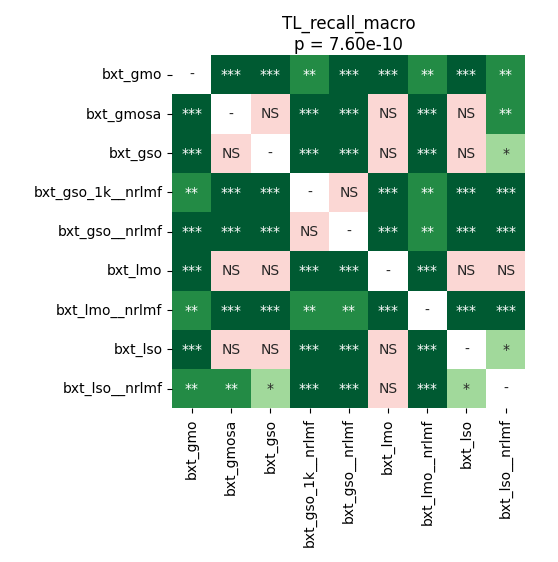 TL_recall_macro
p = 7.60e-10
bxt_gmo - *** *** ** *** *** ** *** **
bxt_gmosa *** - NS *** *** NS *** NS **
bxt_gso *** NS - *** *** NS *** NS *
bxt_gso_1k__nrlmf ** *** *** - NS *** ** *** ***
bxt_gso__nrlmf *** *** *** NS - *** ** *** ***
bxt_lmo *** NS NS *** *** - *** NS NS
bxt_lmo__nrlmf ** *** *** ** ** *** - *** ***
bxt_lso *** NS NS *** *** NS *** - *
bxt_lso__nrlmf ** ** * *** *** NS *** * -
bxt_gmo
bxt_gmosa
bxt_gso
bxt_gso_1k__nrlmf
bxt_gso__nrlmf
bxt_lmo
bxt_lmo__nrlmf
bxt_lso
bxt_lso__nrlmf